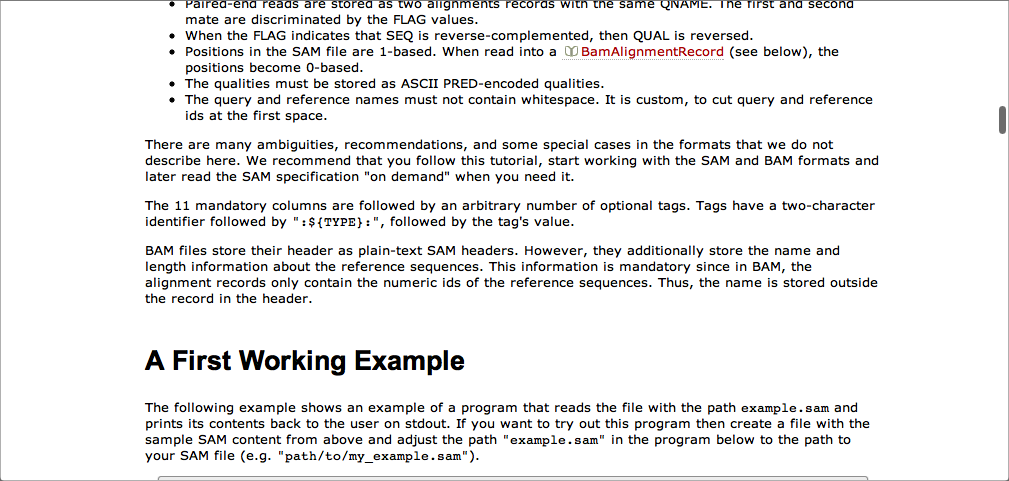 • Paired-end reads are stored as two alignments records with the same QNAME. The first and second
mate are discriminated by the FLAG values.
• When the FLAG indicates that SEQ is reverse-complemented, then QUAL is reversed.
• Positions in the SAM file are 1-based. When read into a BamAlignmentRecord (see below), the
positions become 0-based.
• The qualities must be stored as ASCII PRED-encoded qualities.
• The query and reference names must not contain whitespace. It is custom, to cut query and reference
ids at the first space.
There are many ambiguities, recommendations, and some special cases in the formats that we do not
describe here. We recommend that you follow this tutorial, start working with the SAM and BAM formats and
later read the SAM specification "on demand" when you need it.
The 11 mandatory columns are followed by an arbitrary number of optional tags. Tags have a two-character
identifier followed by ":${TYPE}:", followed by the tag's value.
BAM files store their header as plain-text SAM headers. However, they additionally store the name and
length information about the reference sequences. This information is mandatory since in BAM, the
alignment records only contain the numeric ids of the reference sequences. Thus, the name is stored outside
the record in the header.
A First Working Example
The following example shows an example of a program that reads the file with the path example.sam and
prints its contents back to the user on stdout. If you want to try out this program then create a file with the
sample SAM content from above and adjust the path "example.sam" in the program below to the path to
your SAM file (e.g. "path/to/my_example.sam").